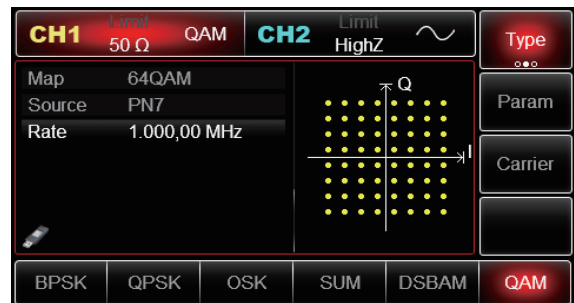 CH1 Limit 50 Ω QAM CH2 Limit HighZ Type
Map 64QAM
Source PN7
Rate 1.000,00 MHz
Q
I
Param
Carrier
BPSK QPSK OSK SUM DSBAM QAM